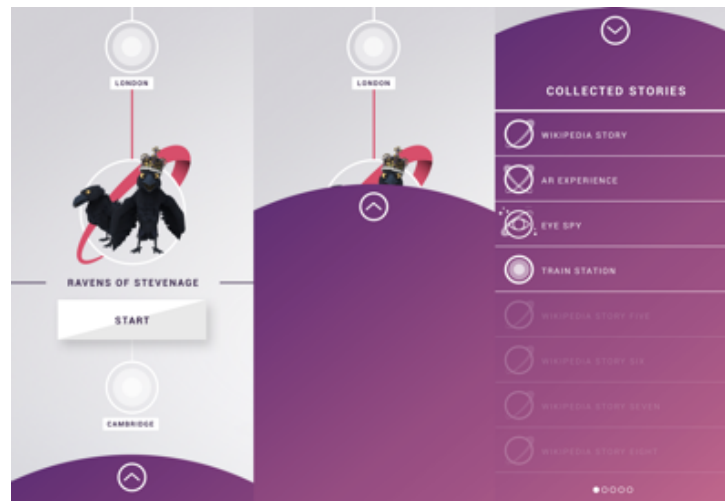 LONDON
RAVENS OF STEVENAGE
START
CAMBRIDGE
LONDON
COLLECTED STORIES
WIKIPEDIA STORY
AR EXPERIENCE
EYE SPY
TRAIN STATION
WIKIPEDIA STORY FIVE
WIKIPEDIA STORY SIX
WIKIPEDIA STORY SEVEN
WIKIPEDIA STORY EIGHT